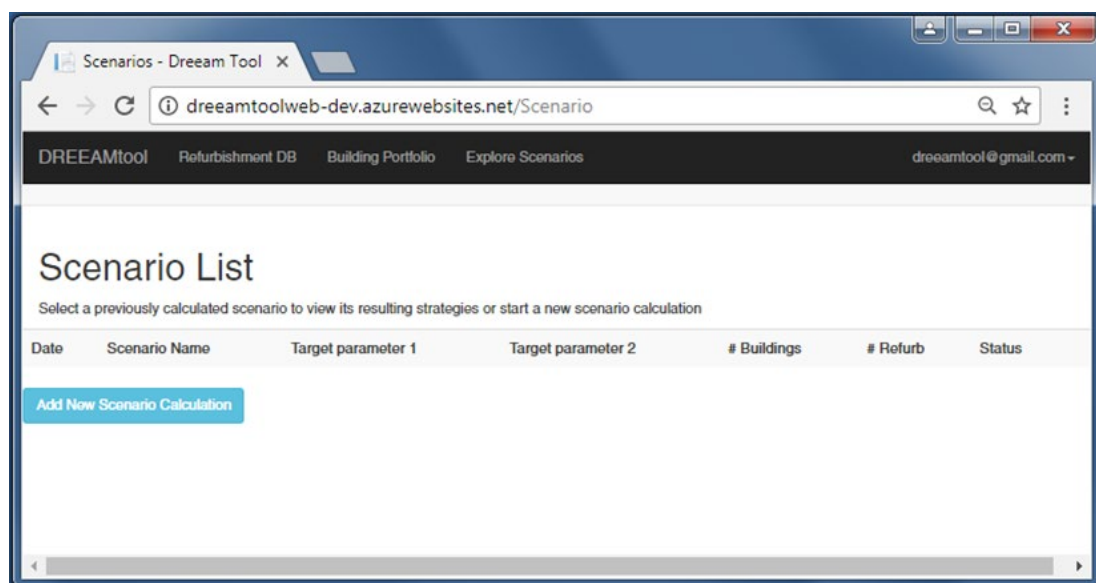 Scenarios - Dreeam Tool
dreeamtoolweb-dev.azurewebsites.net/Scenario
DREEAMtool Refurbishment DB Building Portfolio Explore Scenarios dreeamtool@gmail.com
Scenario List
Select a previously calculated scenario to view its resulting strategies or start a new scenario calculation
Date Scenario Name Target parameter 1 Target parameter 2 # Buildings # Refurb Status
Add New Scenario Calculation